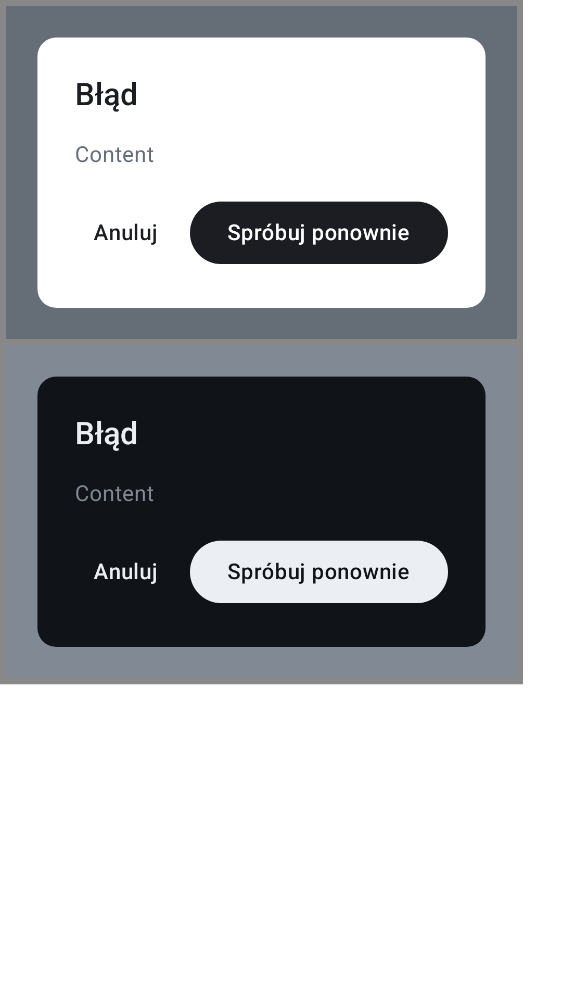 Błąd
Content
Anuluj
Spróbuj ponownie
Błąd
Content
Anuluj
Spróbuj ponownie